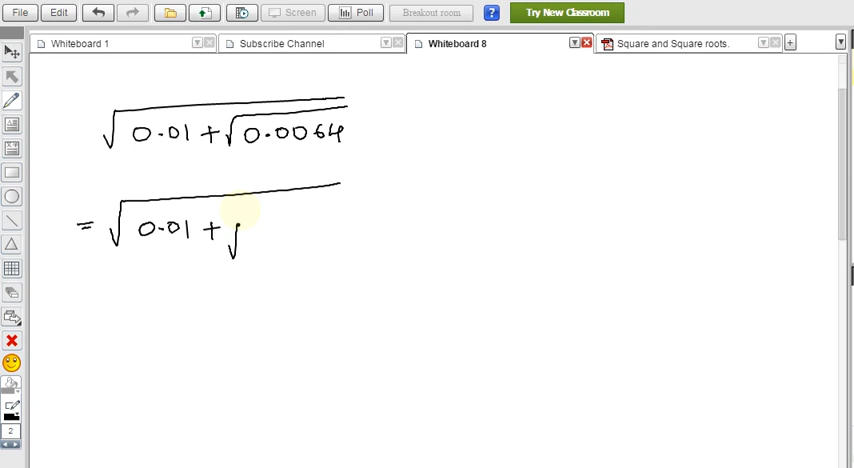 File Edit Screen Poll Breakout room ? Try New Classroom
Whiteboard 1 Subscribe Channel Whiteboard 8 Square and Square roots. +
√0.01 + √0.0064
= √0.01 + √
2